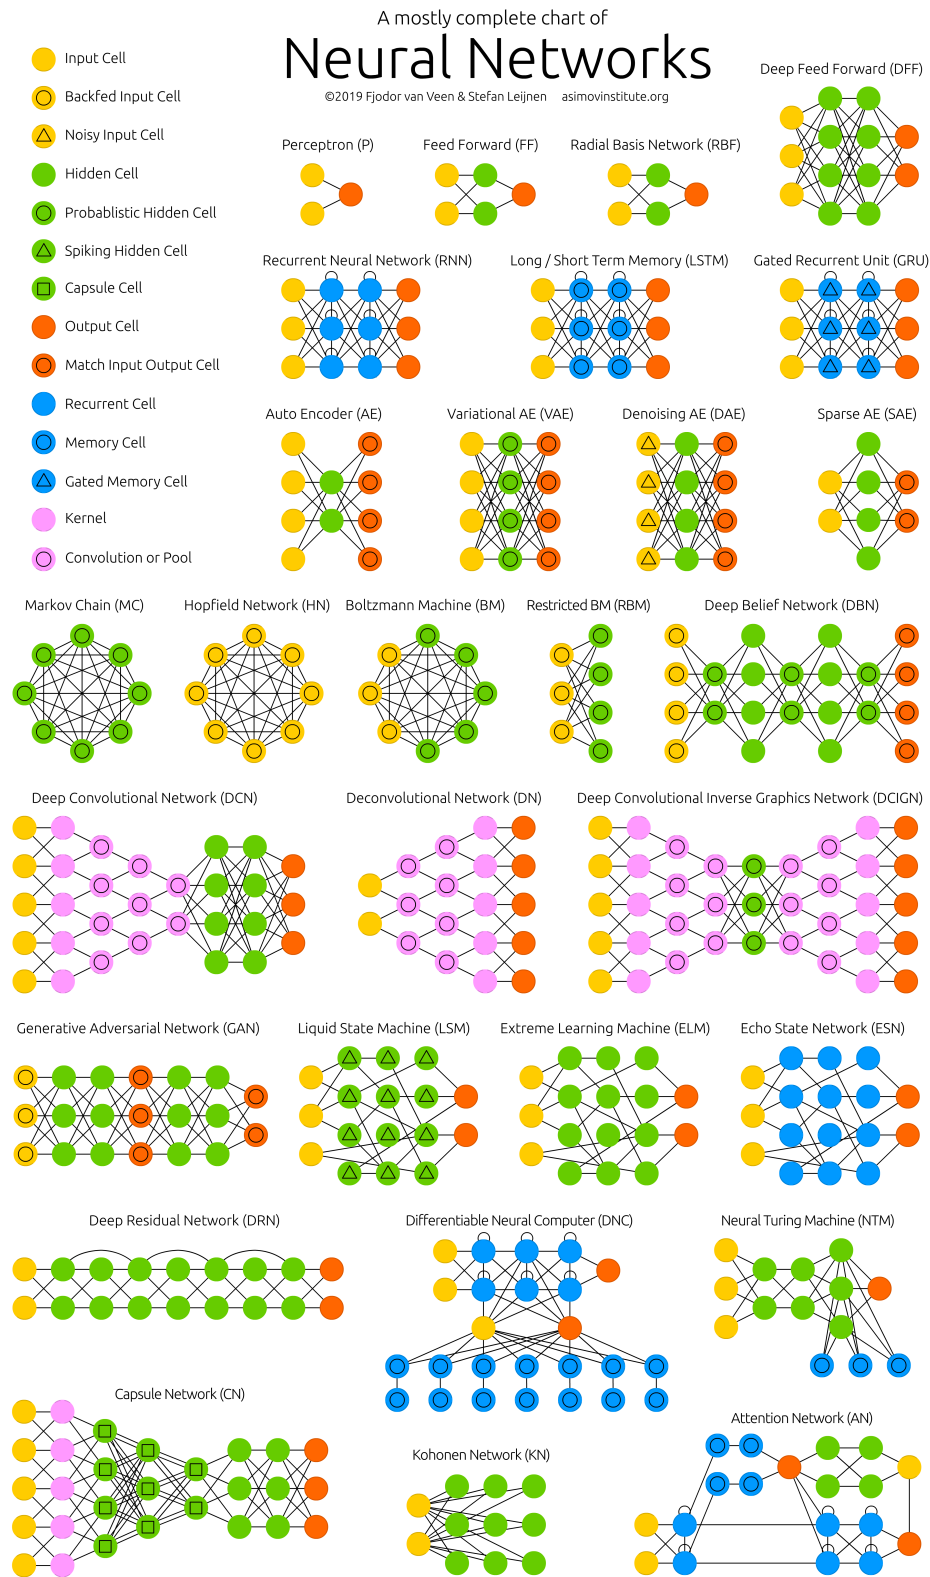 A mostly complete chart of
Neural Networks
©2019 Fjodor van Veen & Stefan Leijnen asimovinstitute.org
Input Cell
Backfed Input Cell
Noisy Input Cell
Hidden Cell
Probablistic Hidden Cell
Spiking Hidden Cell
Capsule Cell
Output Cell
Match Input Output Cell
Recurrent Cell
Memory Cell
Gated Memory Cell
Kernel
Convolution or Pool
Deep Feed Forward (DFF)
Perceptron (P)
Feed Forward (FF)
Radial Basis Network (RBF)
Recurrent Neural Network (RNN)
Long / Short Term Memory (LSTM)
Gated Recurrent Unit (GRU)
Auto Encoder (AE)
Variational AE (VAE)
Denoising AE (DAE)
Sparse AE (SAE)
Markov Chain (MC)
Hopfield Network (HN)
Boltzmann Machine (BM)
Restricted BM (RBM)
Deep Belief Network (DBN)
Deep Convolutional Network (DCN)
Deconvolutional Network (DN)
Deep Convolutional Inverse Graphics Network (DCIGN)
Generative Adversarial Network (GAN)
Liquid State Machine (LSM)
Extreme Learning Machine (ELM)
Echo State Network (ESN)
Deep Residual Network (DRN)
Differentiable Neural Computer (DNC)
Neural Turing Machine (NTM)
Capsule Network (CN)
Kohonen Network (KN)
Attention Network (AN)